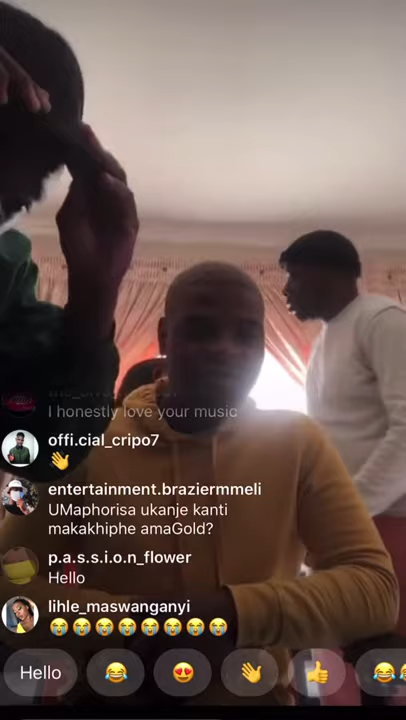 I honestly love your music
offi.cial_cripo7
👋
entertainment.braziermmeli
UMaphorisa ukanje kanti
makakhiphe amaGold?
p.a.s.s.i.o.n_flower
Hello
lihle_maswanganyi
😭😭😭😭😭😭😭😭
Hello 😂 😍 👋 👍 😂